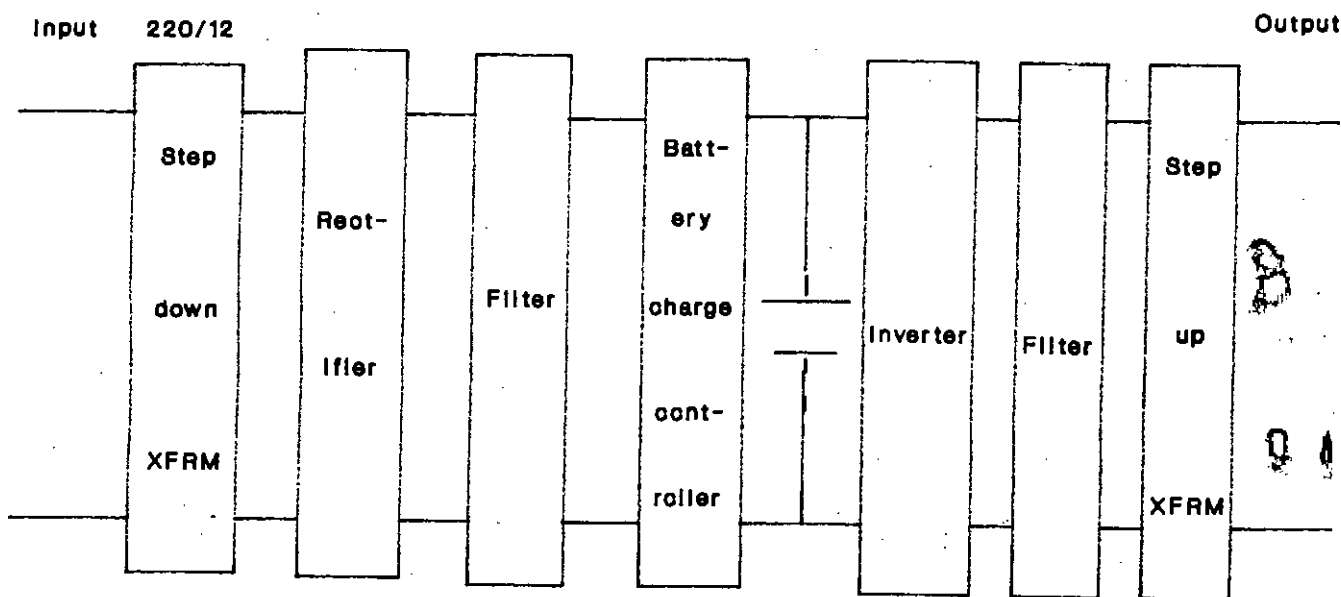 Input 220/12 Output
Step
down
XFRM
Rect-
ifier
Filter
Batt-
ery
charge
cont-
roller
Inverter
Filter
Step
up
XFRM